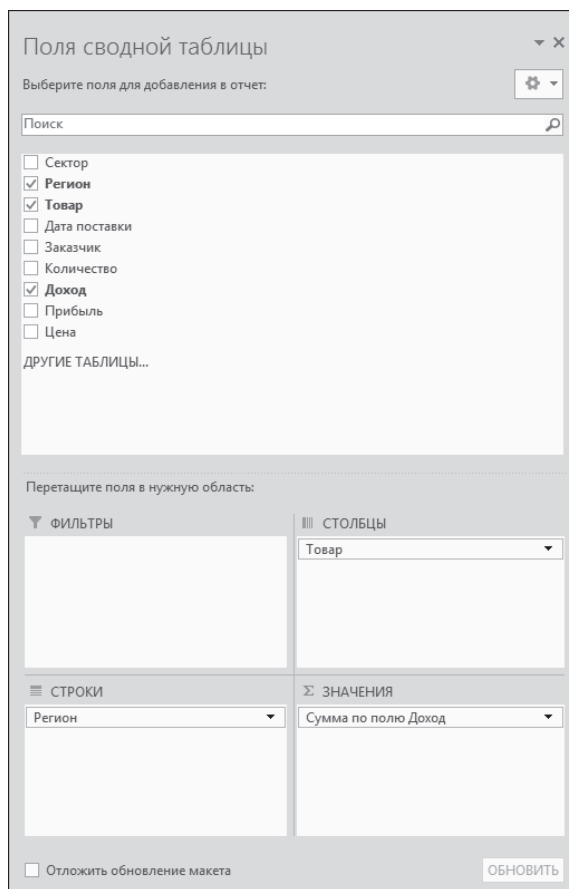 Поля сводной таблицы
Выберите поля для добавления в отчет:
Поиск
Сектор
Регион
Товар
Дата поставки
Заказчик
Количество
Доход
Прибыль
Цена
ДРУГИЕ ТАБЛИЦЫ...
Перетащите поля в нужную область:
ФИЛЬТРЫ
СТОЛБЦЫ
Товар
СТРОКИ
Σ ЗНАЧЕНИЯ
Регион
Сумма по полю Доход
Отложить обновление макета
ОБНОВИТЬ